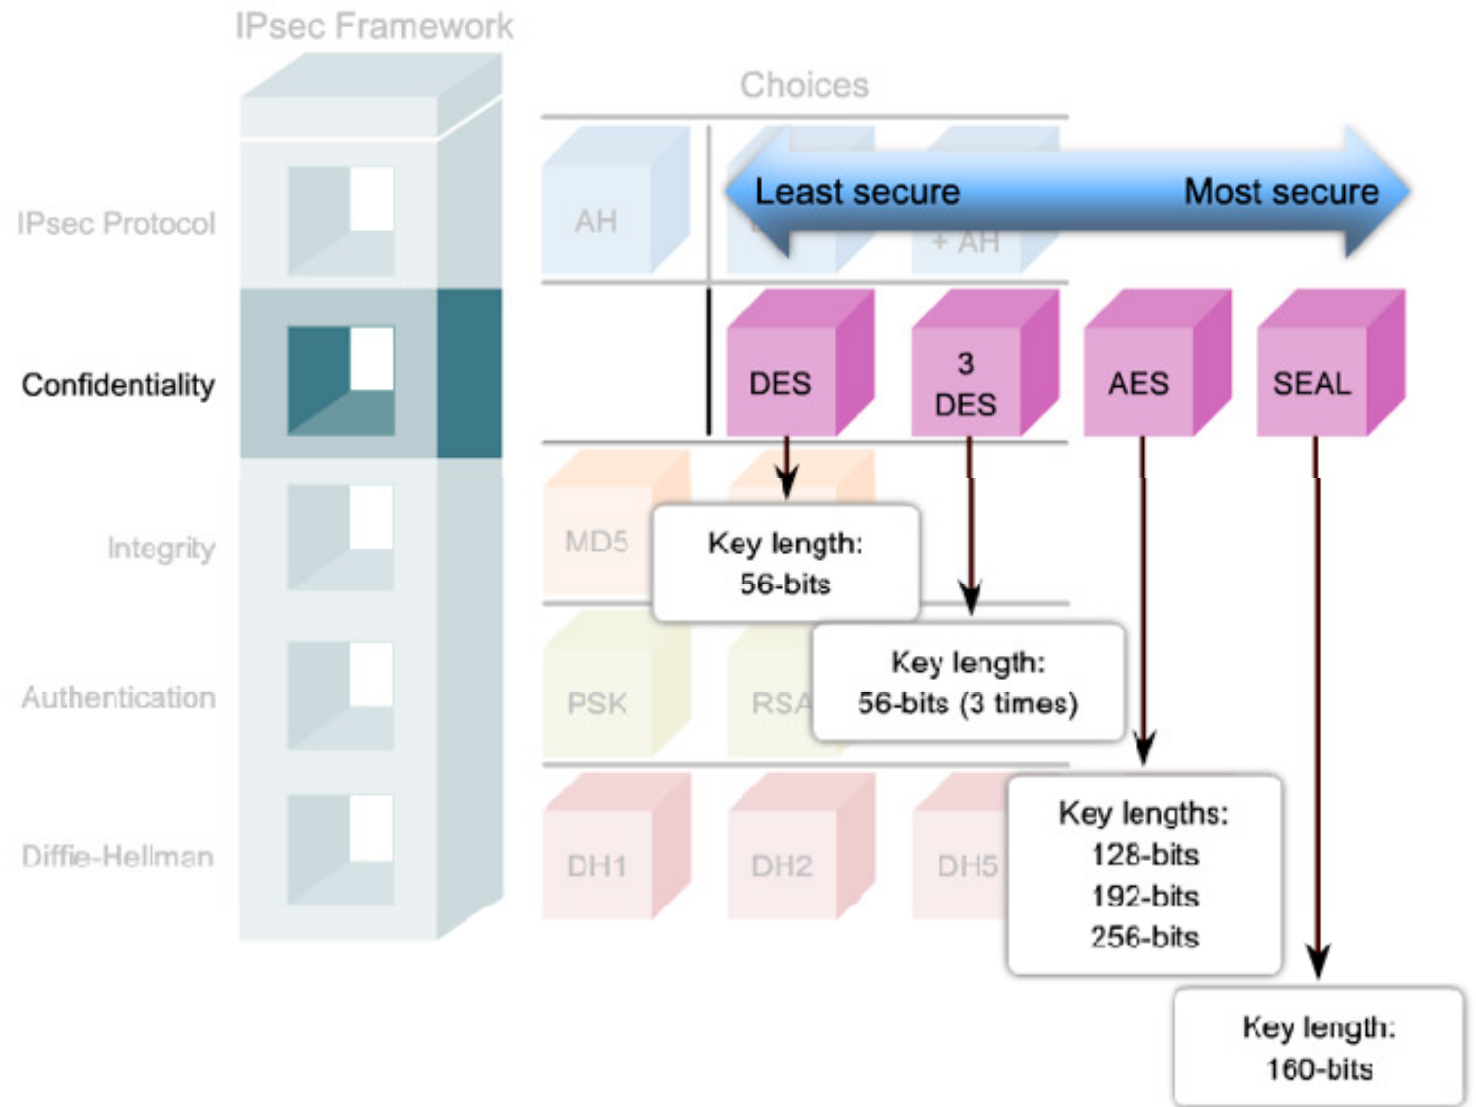 IPsec Framework
Choices
Least secure
Most secure
IPsec Protocol
AH
+ AH
Confidentiality
DES
3
DES
AES
SEAL
Integrity
MD5
Key length:
56-bits
Authentication
PSK
RSA
Key length:
56-bits (3 times)
Diffie-Hellman
DH1
DH2
DH5
Key lengths:
128-bits
192-bits
256-bits
Key length:
160-bits